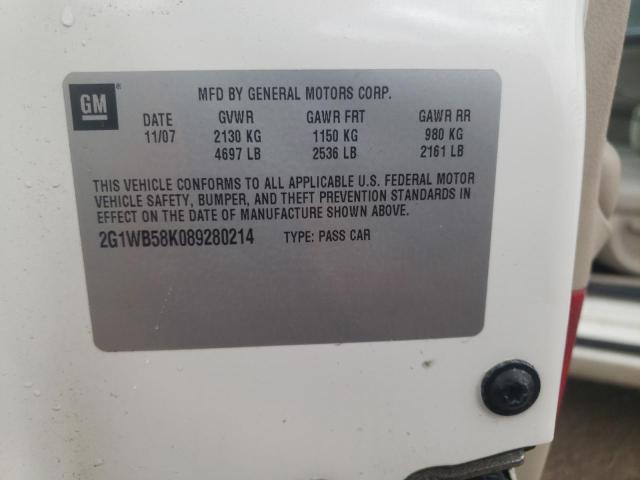 GM
MFD BY GENERAL MOTORS CORP.
DATE GVWR GAWR FRT GAWR RR
11/07 2130 KG 1150 KG 980 KG
4697 LB 2536 LB 2161 LB
THIS VEHICLE CONFORMS TO ALL APPLICABLE U.S. FEDERAL MOTOR
VEHICLE SAFETY, BUMPER, AND THEFT PREVENTION STANDARDS IN
EFFECT ON THE DATE OF MANUFACTURE SHOWN ABOVE.
2G1WB58K089280214 TYPE: PASS CAR